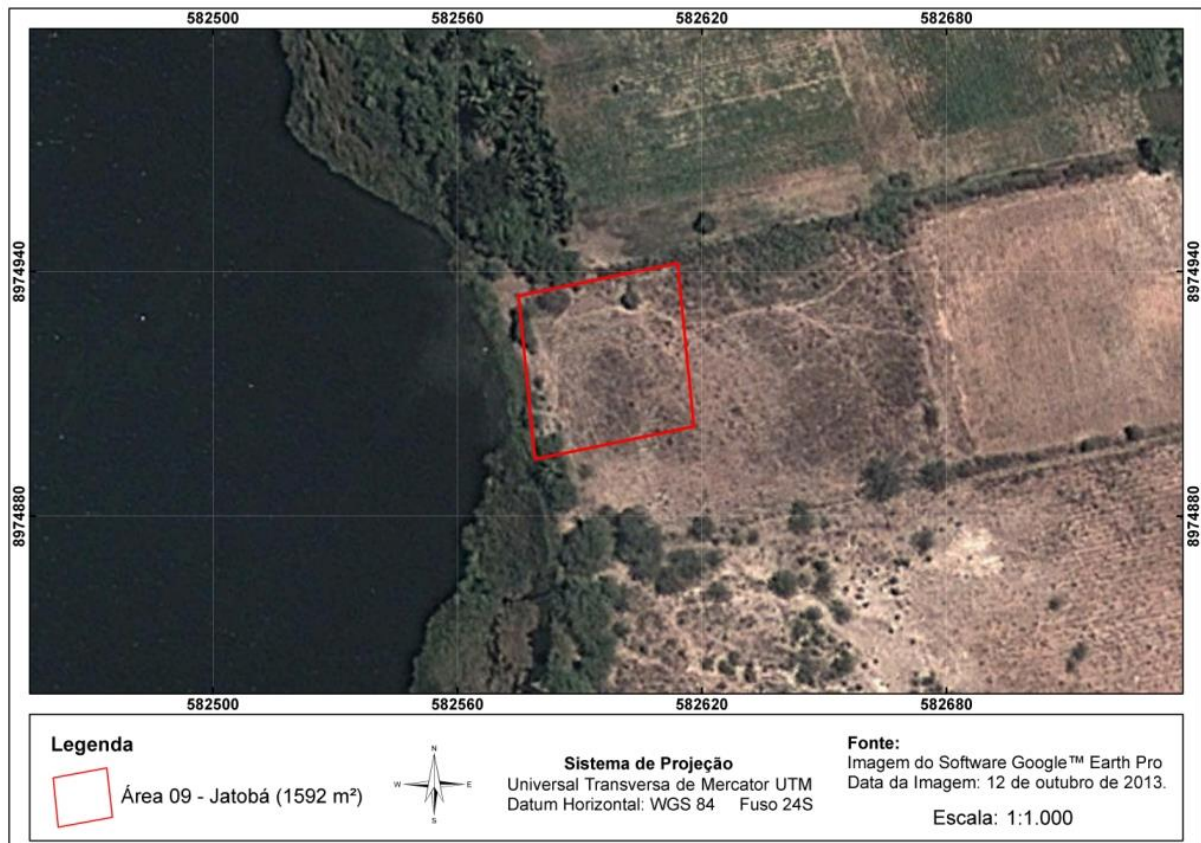 582500 582560 582620 582680
8974940 8974940
8974880 8974880
582500 582560 582620 582680
Legenda
Área 09 - Jatobá (1592 m²)
N
W E
S
Sistema de Projeção
Universal Transversa de Mercator UTM
Datum Horizontal: WGS 84 Fuso 24S
Fonte:
Imagem do Software Google™ Earth Pro
Data da Imagem: 12 de outubro de 2013.
Escala: 1:1.000